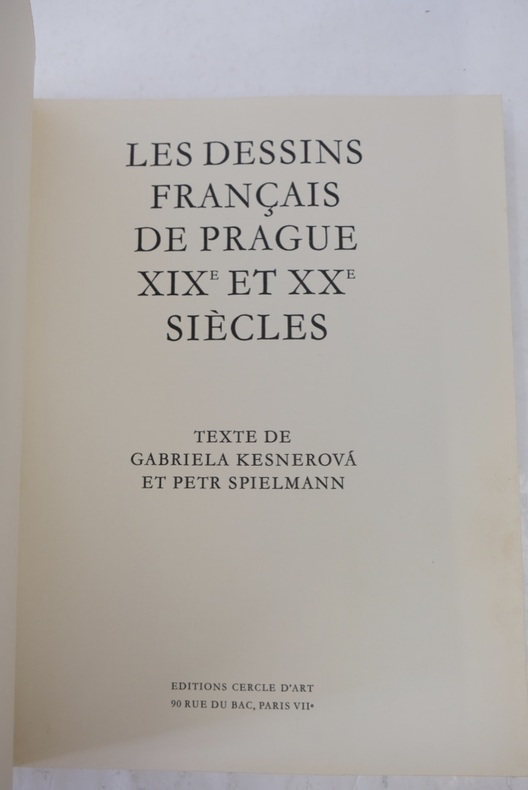 LES DESSINS
FRANÇAIS
DE PRAGUE
XIXᴱ ET XXᴱ
SIÈCLES
TEXTE DE
GABRIELA KESNEROVÁ
ET PETR SPIELMANN
EDITIONS CERCLE D'ART
90 RUE DU BAC, PARIS VIIᵉ